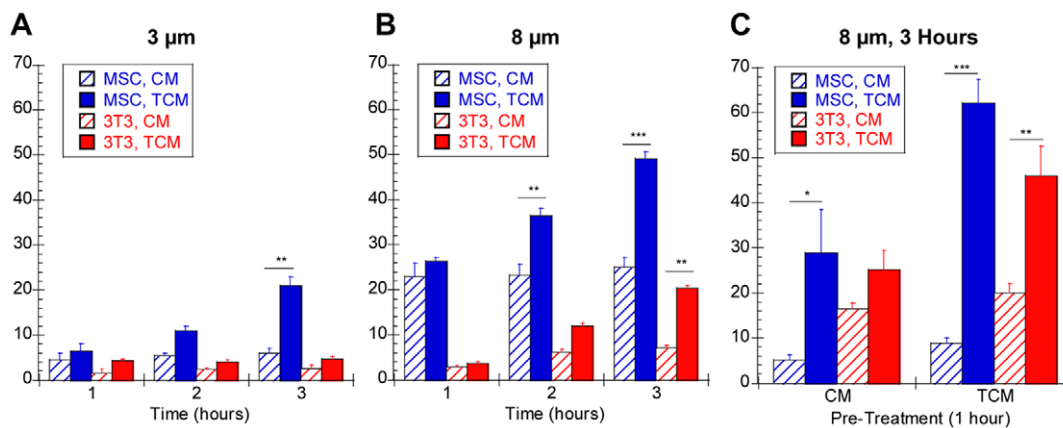 A
3 µm
70
60
50
40
30
20
10
0
MSC, CM
MSC, TCM
3T3, CM
3T3, TCM
**
1
2
3
Time (hours)
B
8 µm
70
60
50
40
30
20
10
0
MSC, CM
MSC, TCM
3T3, CM
3T3, TCM
**
***
**
1
2
3
Time (hours)
C
8 µm, 3 Hours
70
60
50
40
30
20
10
0
MSC, CM
MSC, TCM
3T3, CM
3T3, TCM
*
***
**
CM
TCM
Pre-Treatment (1 hour)